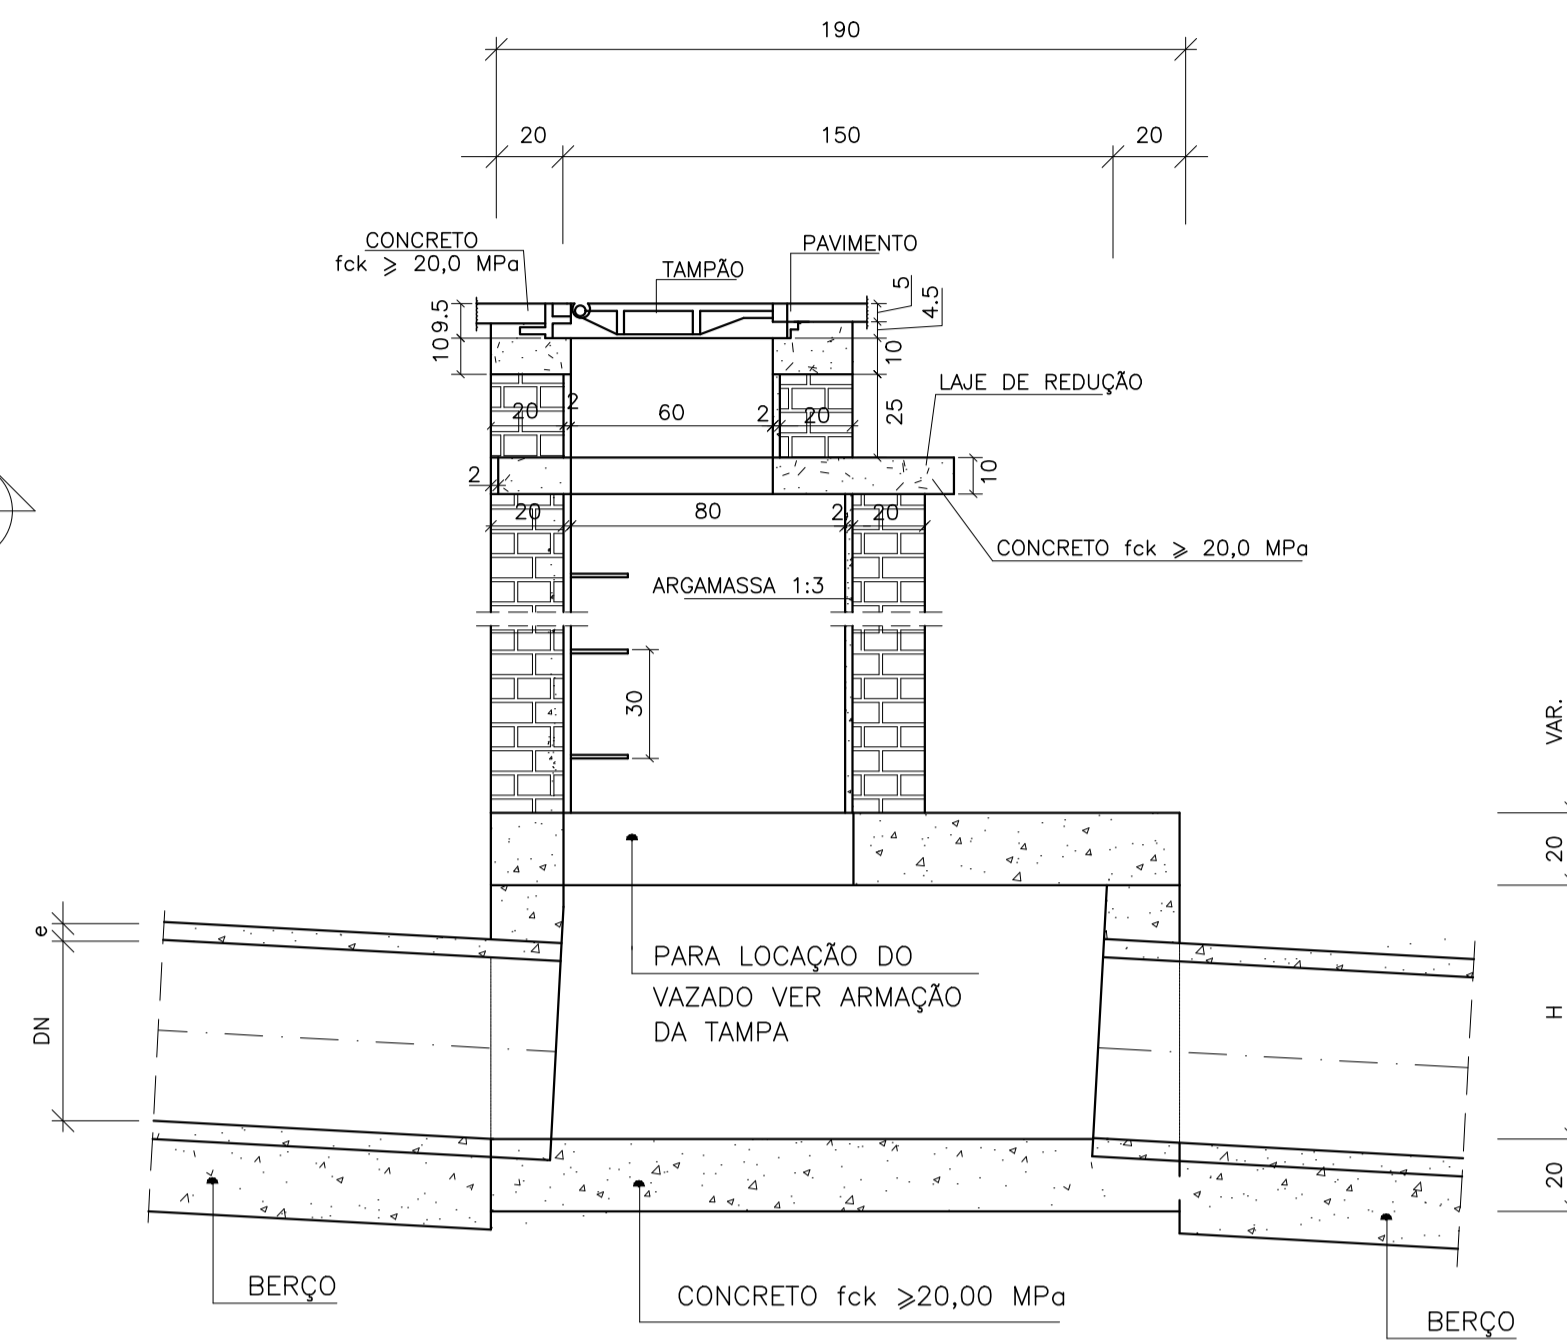 190
20
150
20
CONCRETO
fck ⩾ 20,0 MPa
PAVIMENTO
TAMPÃO
9.5
10
5
4.5
10
25
LAJE DE REDUÇÃO
20
2
60
2
20
2
10
20
80
2
20
CONCRETO fck ⩾ 20,0 MPa
ARGAMASSA 1:3
30
VAR.
20
e
DN
H
PARA LOCAÇÃO DO
VAZADO VER ARMAÇÃO
DA TAMPA
20
BERÇO
CONCRETO fck ⩾20,00 MPa
BERÇO